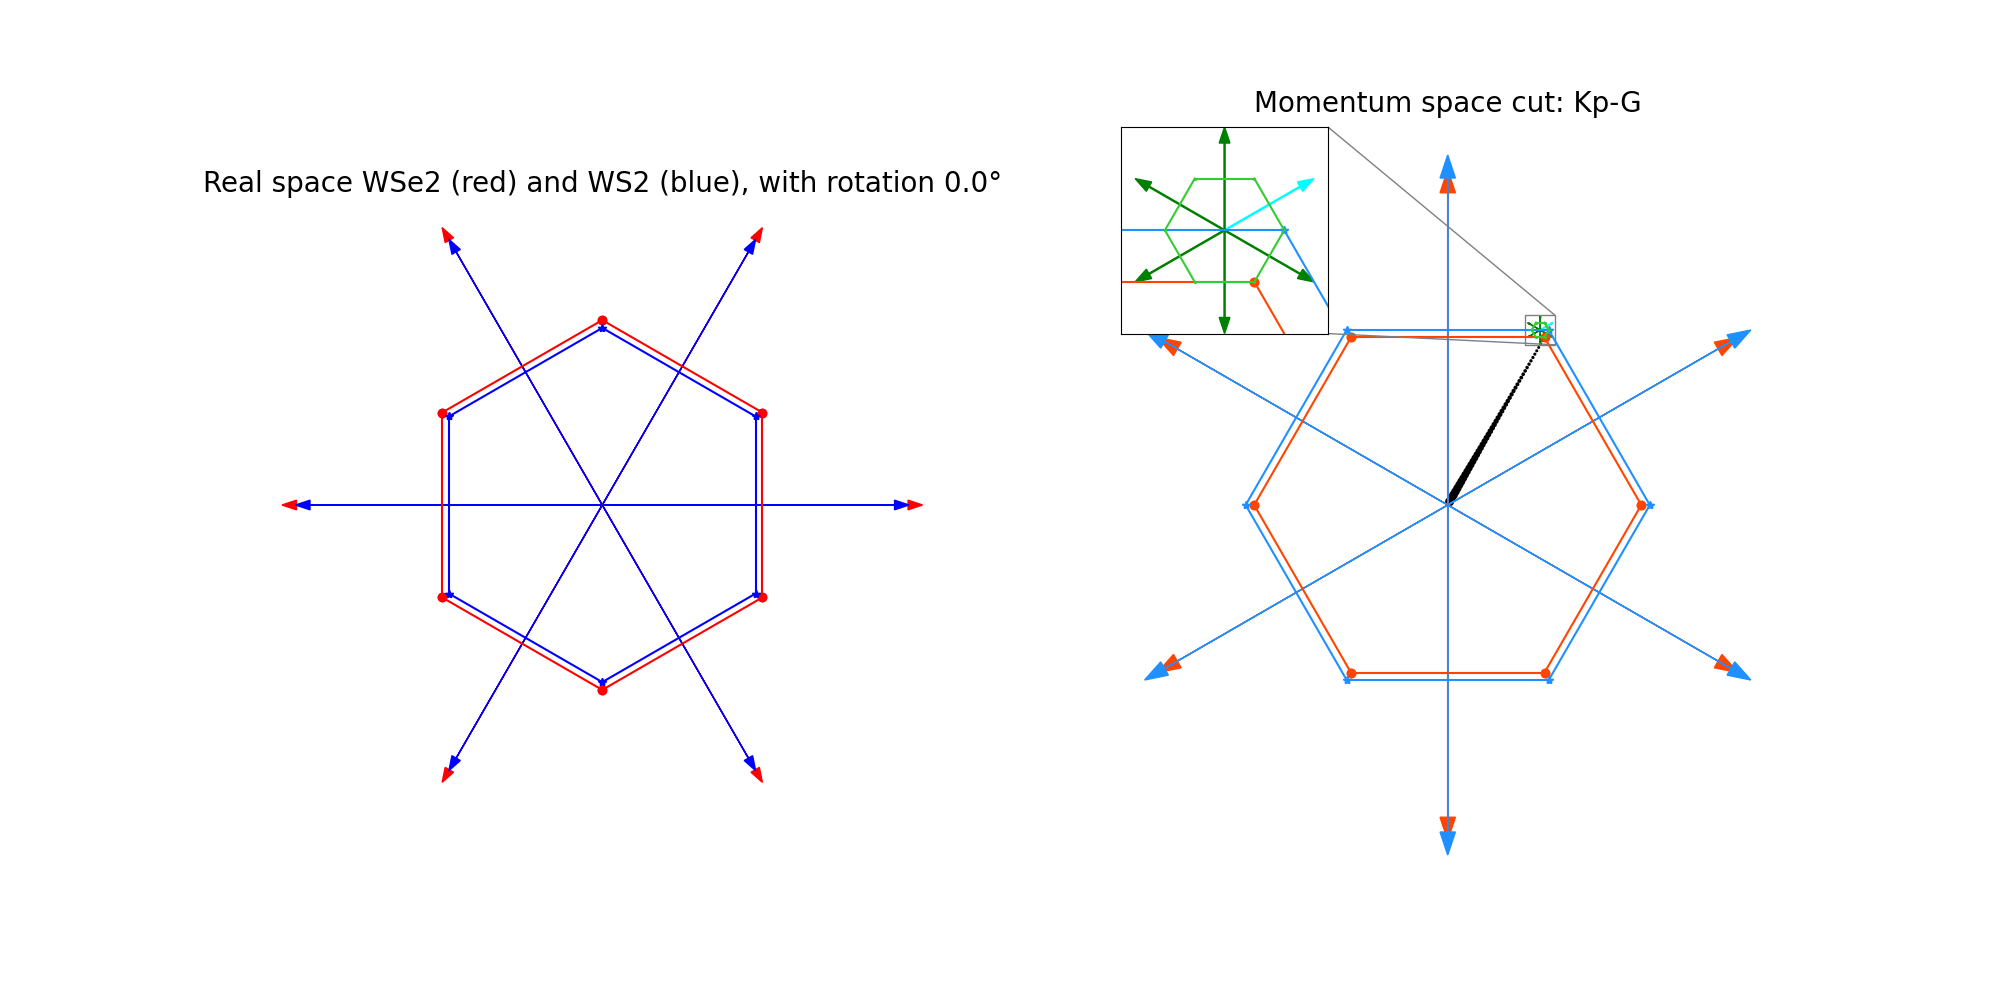 Momentum space cut: Kp-G
Real space WSe2 (red) and WS2 (blue), with rotation 0.0°